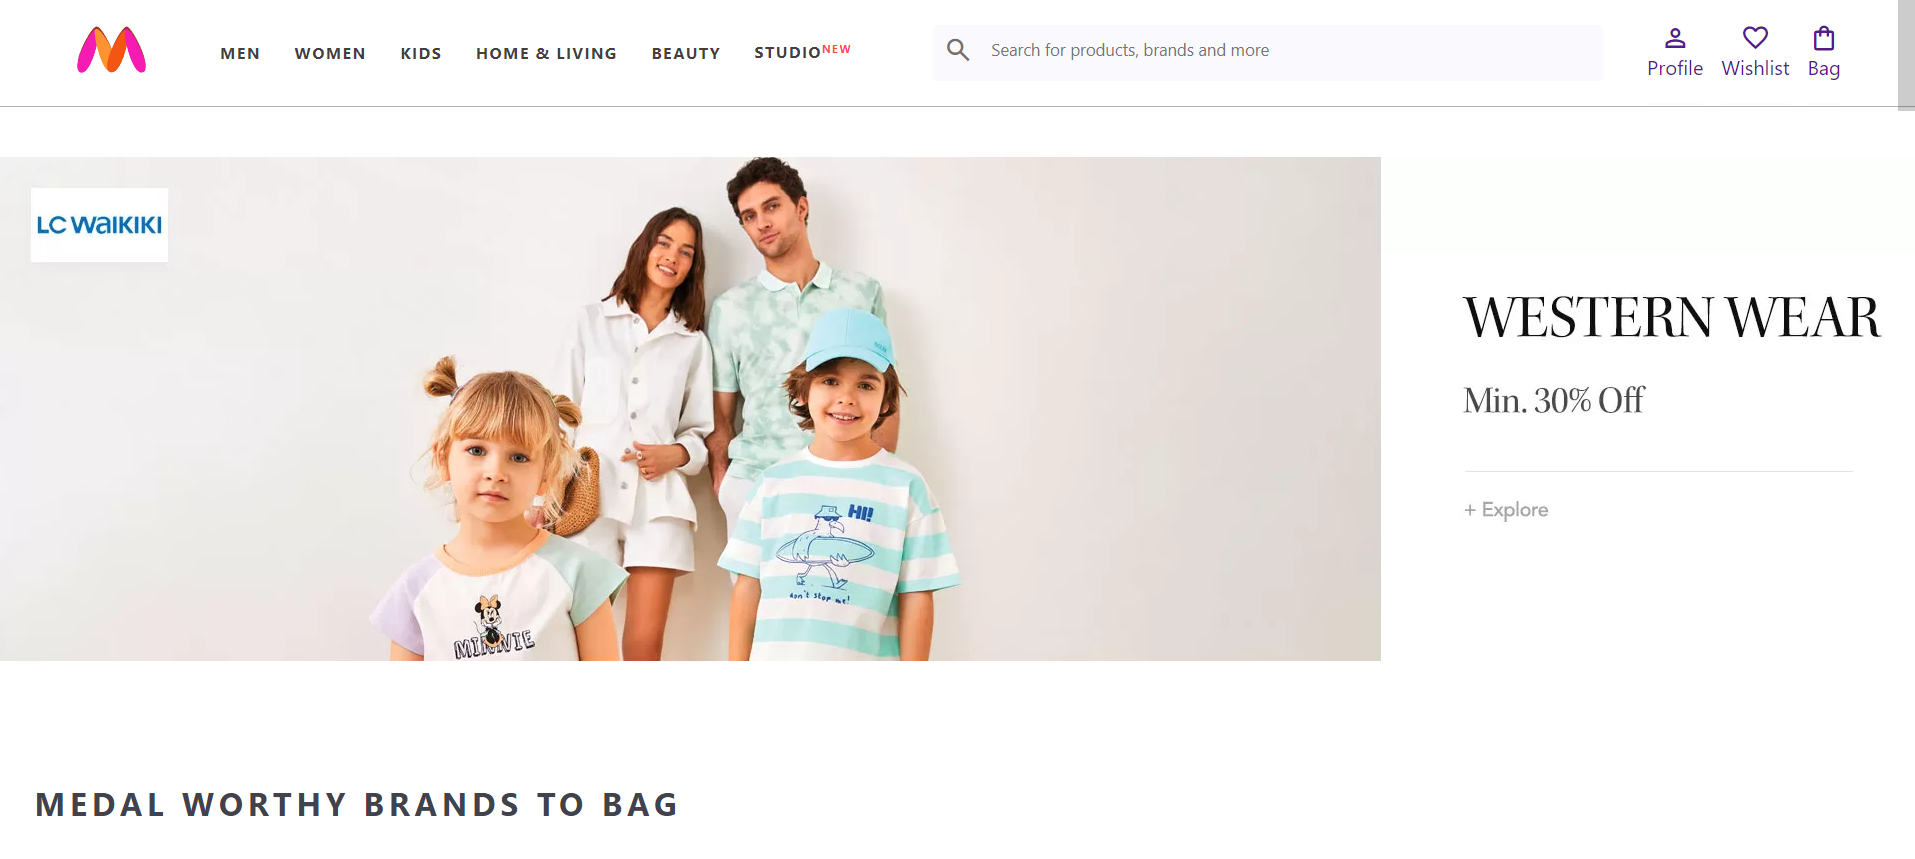 MEN WOMEN KIDS HOME & LIVING BEAUTY STUDIO NEW
Search for products, brands and more
Profile Wishlist Bag
LC WAIKIKI
HI!
don't stop me!
MINNIE
WESTERN WEAR
Min. 30% Off
+ Explore
MEDAL WORTHY BRANDS TO BAG